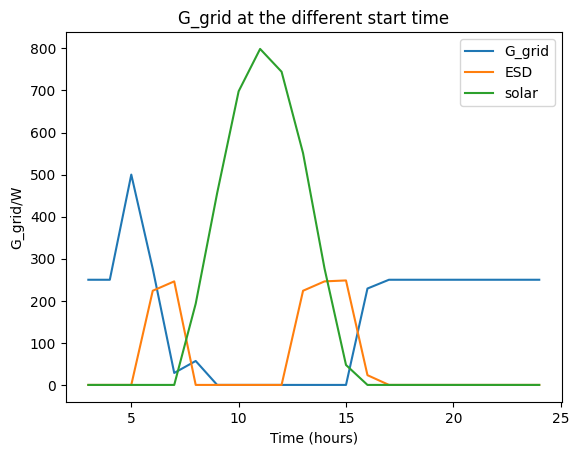 G_grid at the different start time
G_grid
ESD
solar
G_grid/W
800
700
600
500
400
300
200
100
0
5
10
15
20
25
Time (hours)